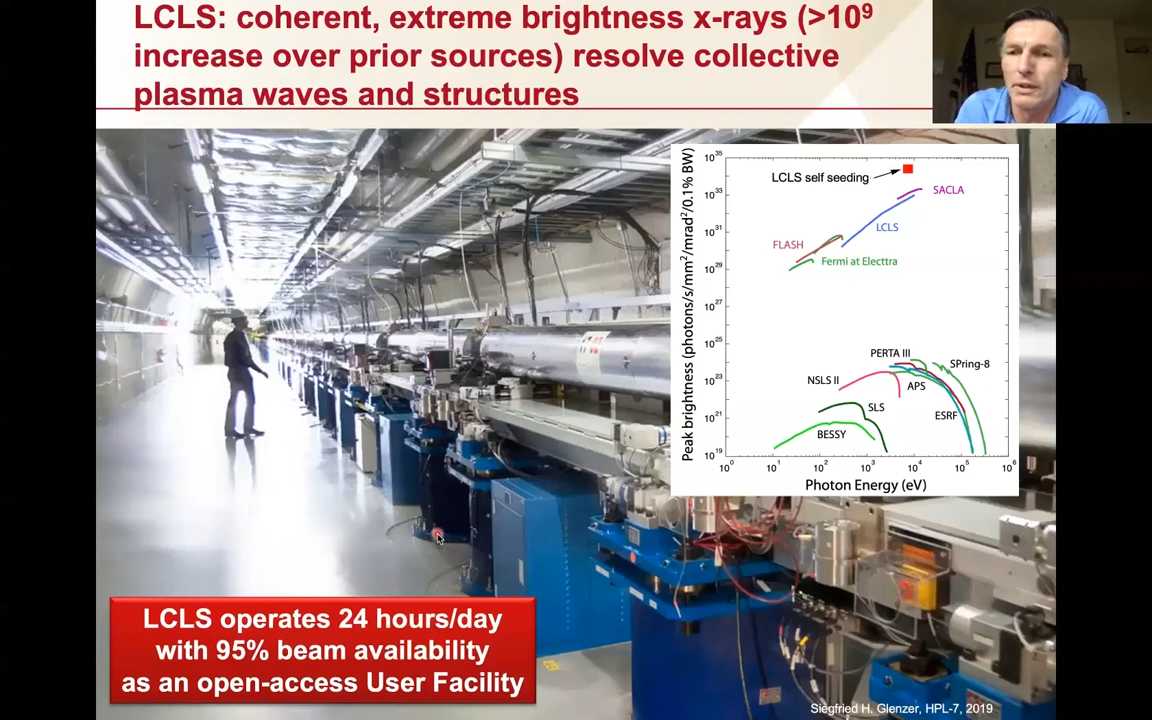 LCLS: coherent, extreme brightness x-rays (>10⁹
increase over prior sources) resolve collective
plasma waves and structures
Peak brightness (photons/s/mm²/mrad²/0.1% BW)
10³⁵
10³³
10³¹
10²⁹
10²⁷
10²⁵
10²³
10²¹
10¹⁹
LCLS self seeding
SACLA
LCLS
FLASH
Fermi at Electtra
PERTA III
SPring-8
NSLS II
APS
SLS
ESRF
BESSY
10⁰ 10¹ 10² 10³ 10⁴ 10⁵ 10⁶
Photon Energy (eV)
LCLS operates 24 hours/day
with 95% beam availability
as an open-access User Facility
Siegfried H. Glenzer, HPL-7, 2019